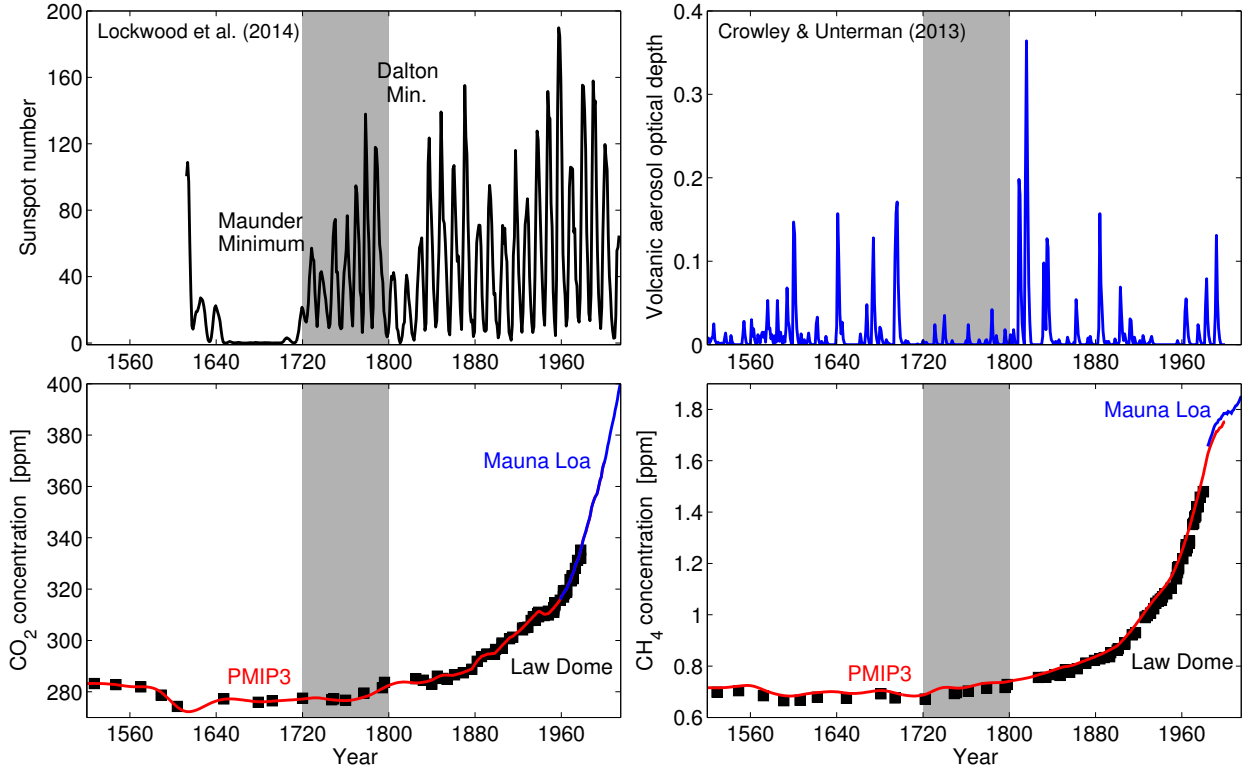 200
160
120
80
40
0
Sunspot number
Lockwood et al. (2014)
Dalton
Min.
Maunder
Minimum
1560 1640 1720 1800 1880 1960
0.4
0.3
0.2
0.1
0
Volcanic aerosol optical depth
Crowley & Unterman (2013)
1560 1640 1720 1800 1880 1960
400
380
360
340
320
300
280
CO2 concentration [ppm]
Mauna Loa
PMIP3
Law Dome
1560 1640 1720 1800 1880 1960
Year
1.8
1.6
1.4
1.2
1
0.8
0.6
CH4 concentration [ppm]
Mauna Loa
PMIP3
Law Dome
1560 1640 1720 1800 1880 1960
Year